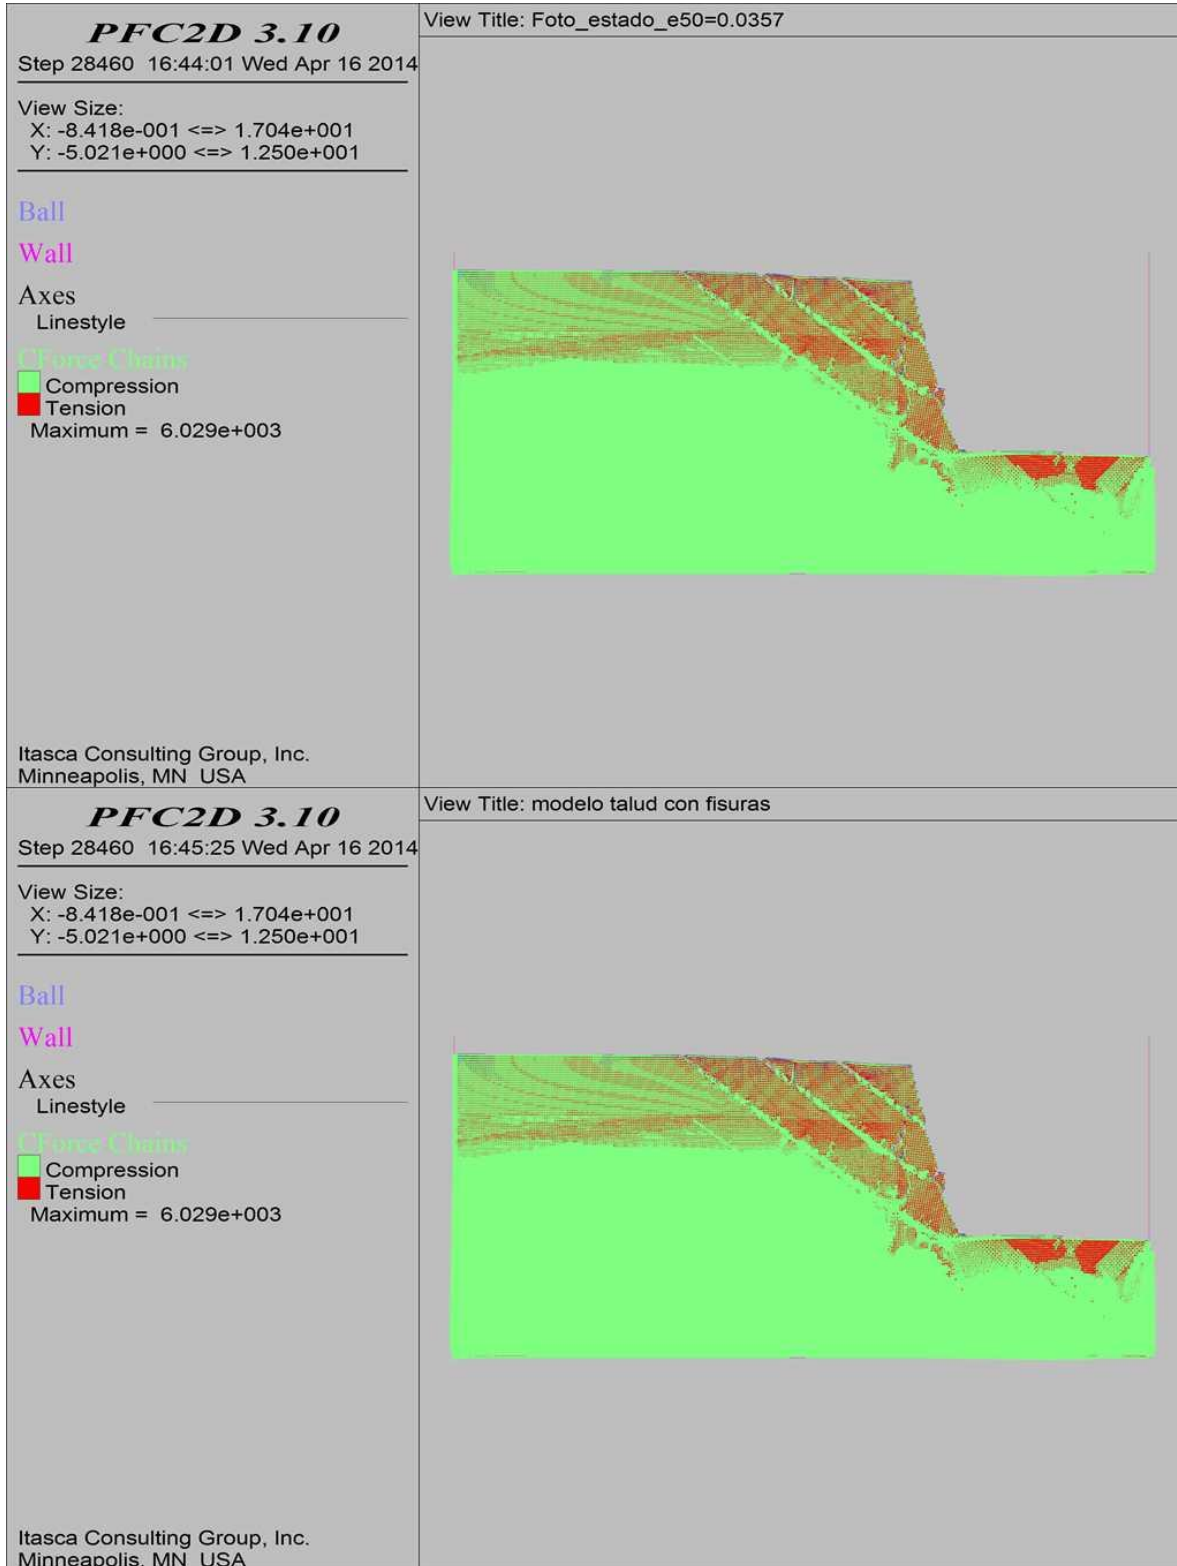 PFC2D 3.10
Step 28460 16:44:01 Wed Apr 16 2014
View Size:
X: -8.418e-001 <=> 1.704e+001
Y: -5.021e+000 <=> 1.250e+001
Ball
Wall
Axes
Linestyle
CForce Chains
Compression
Tension
Maximum = 6.029e+003
Itasca Consulting Group, Inc.
Minneapolis, MN USA
View Title: Foto_estado_e50=0.0357
PFC2D 3.10
Step 28460 16:45:25 Wed Apr 16 2014
View Size:
X: -8.418e-001 <=> 1.704e+001
Y: -5.021e+000 <=> 1.250e+001
Ball
Wall
Axes
Linestyle
CForce Chains
Compression
Tension
Maximum = 6.029e+003
Itasca Consulting Group, Inc.
Minneapolis, MN USA
View Title: modelo talud con fisuras